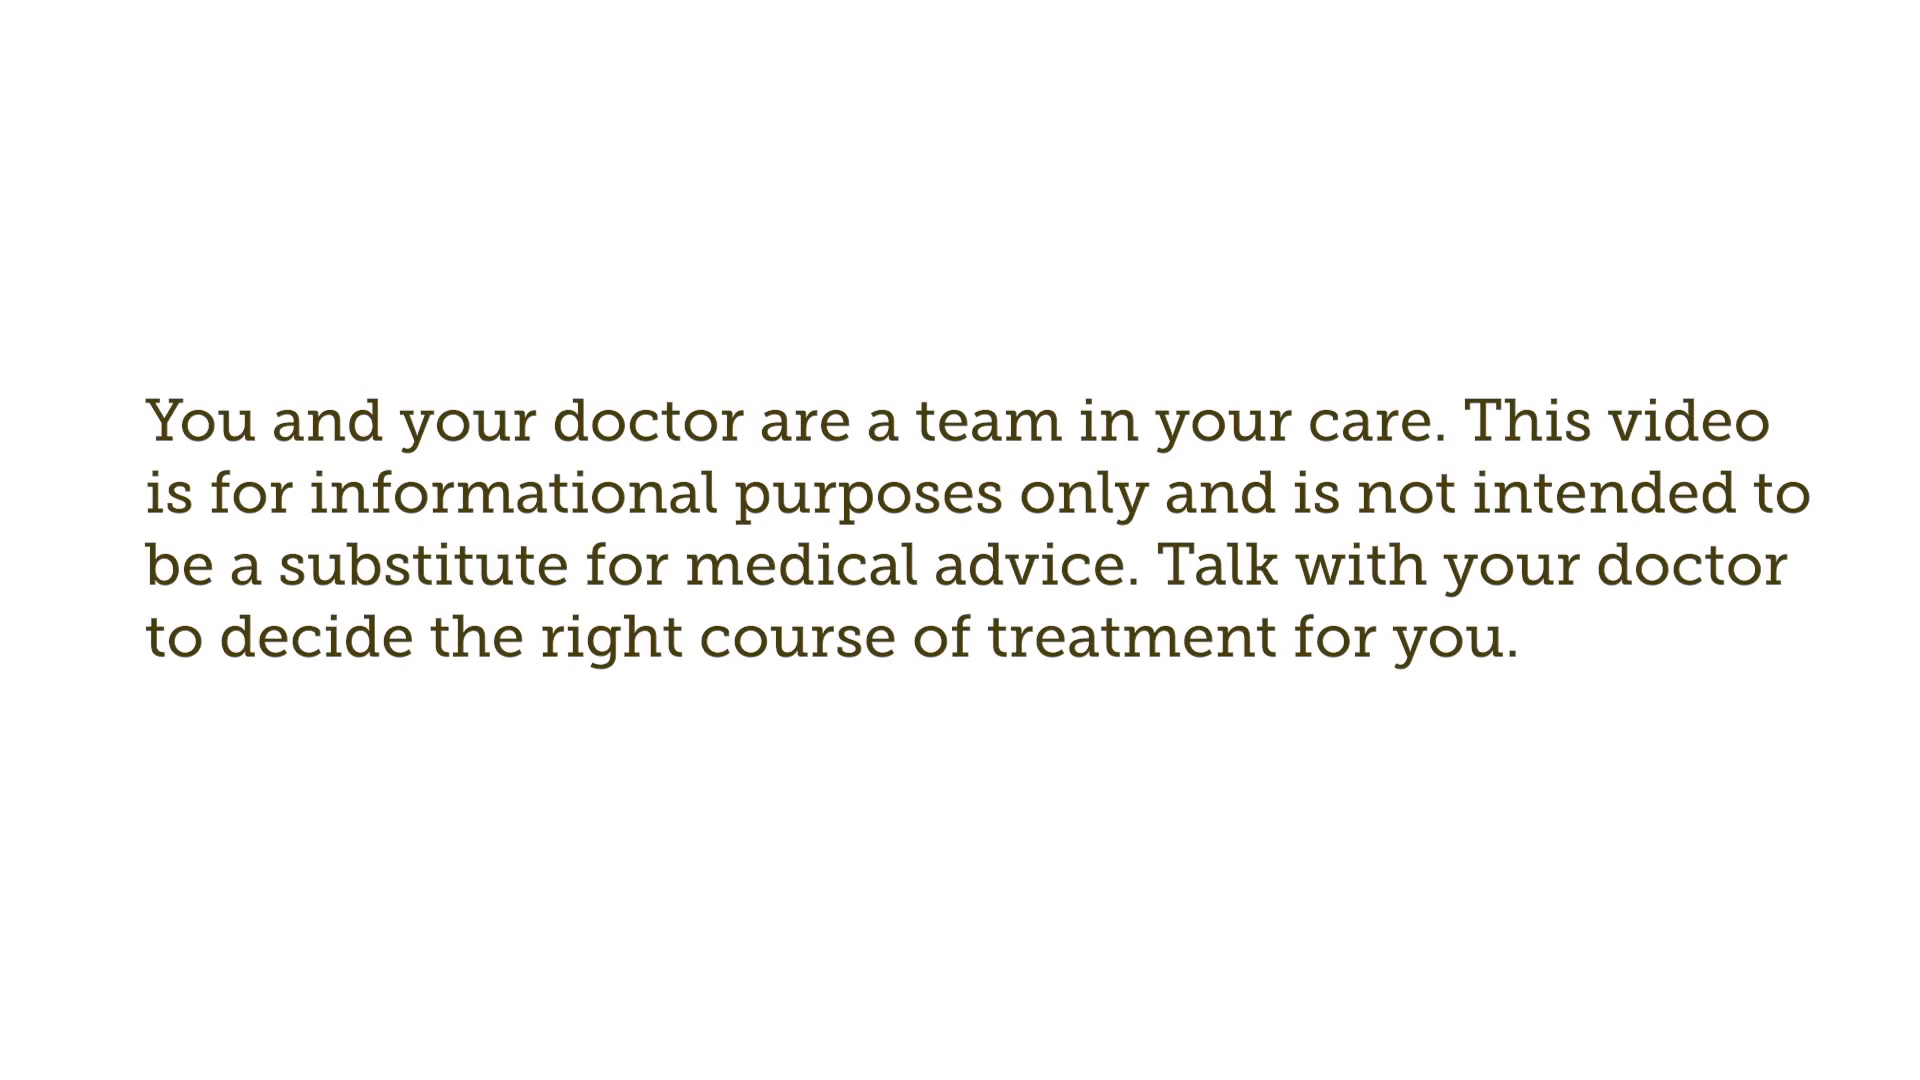 You and your doctor are a team in your care. This video
is for informational purposes only and is not intended to
be a substitute for medical advice. Talk with your doctor
to decide the right course of treatment for you.